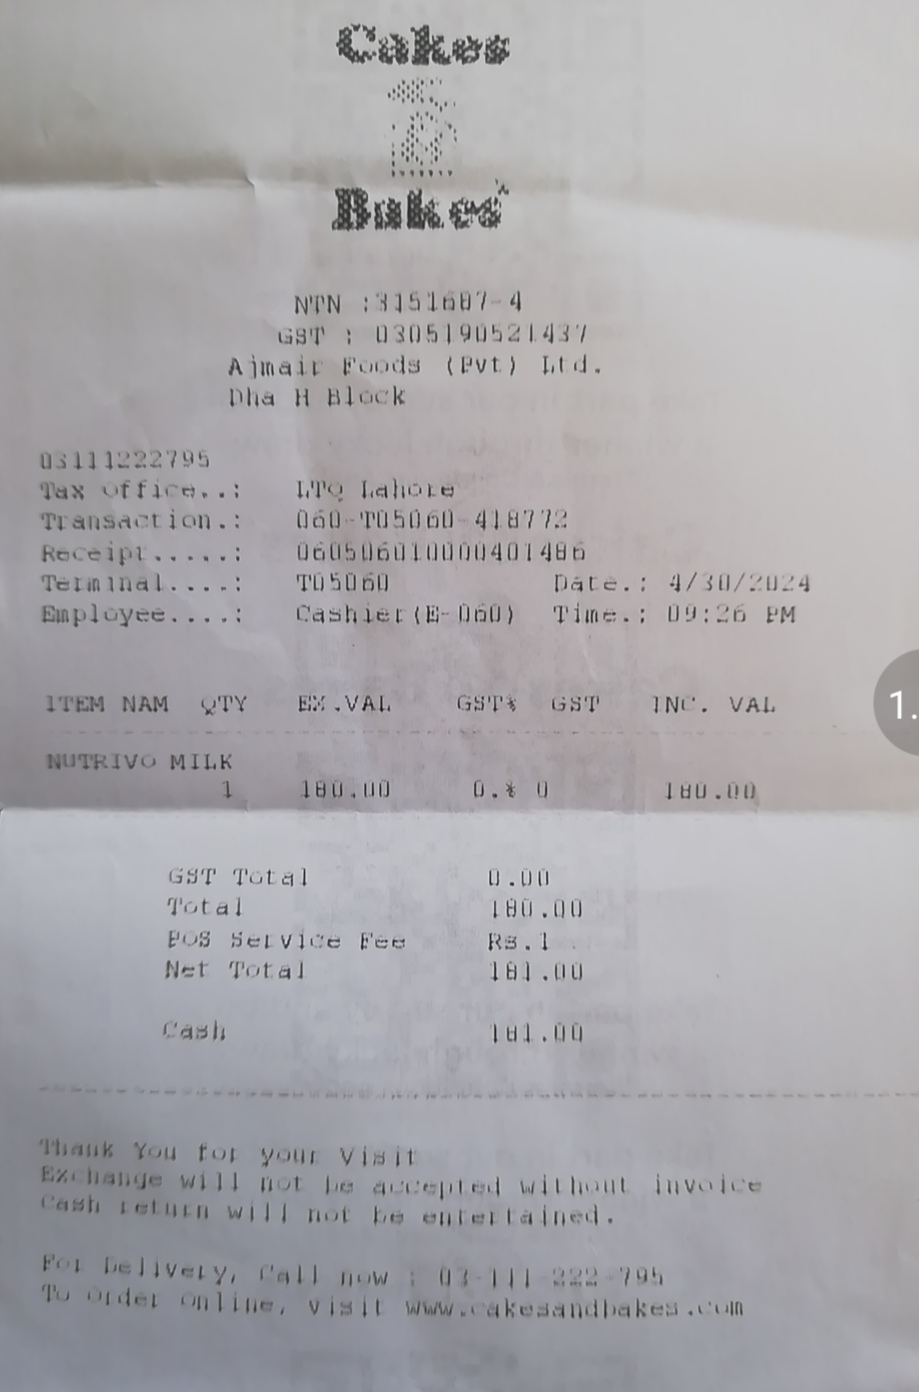 Cakes
&
Bakes
NTN :3151687-4
GST : 0305190521437
Ajmair Foods (Pvt) Ltd.
Dha H Block
03111222795
Tax Office..: LTQ Lahore
Transaction.: 060-T05060-418772
Receipt.....: 0605060100000401486
Terminal....: T05060 Date.: 4/30/2024
Employee....: Cashier(E-060) Time.: 09:26 PM
ITEM NAM QTY EX.VAL GST% GST INC. VAL
NUTRIVO MILK
1 180.00 0.% 0 180.00
GST Total 0.00
Total 180.00
POS Service Fee Rs.1
Net Total 181.00
Cash 181.00
Thank You for your Visit
Exchange will not be accepted without invoice
Cash return will not be entertained.
For Delivery, Call now : 03-111-222-795
To order online, visit www.cakesandbakes.com
1.